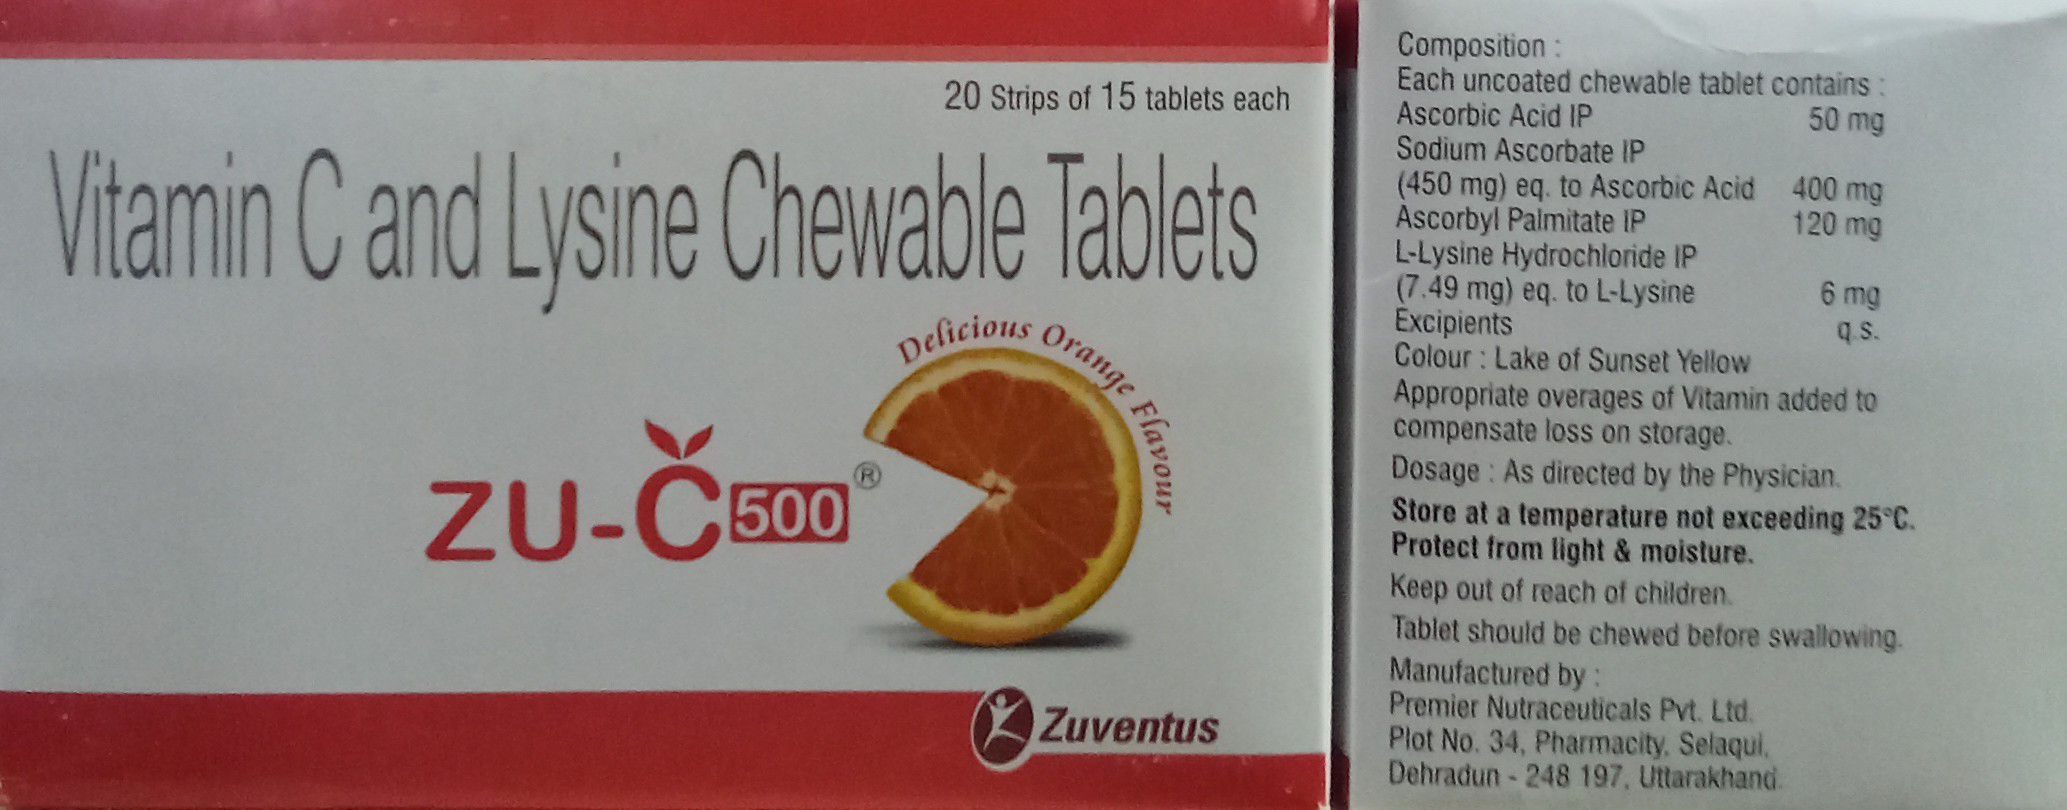 20 Strips of 15 tablets each
Vitamin C and Lysine Chewable Tablets
Delicious Orange Flavour
ZU-C 500®
Zuventus
Composition :
Each uncoated chewable tablet contains :
Ascorbic Acid IP 50 mg
Sodium Ascorbate IP
(450 mg) eq. to Ascorbic Acid 400 mg
Ascorbyl Palmitate IP 120 mg
L-Lysine Hydrochloride IP
(7.49 mg) eq. to L-Lysine 6 mg
Excipients q.s.
Colour : Lake of Sunset Yellow
Appropriate overages of Vitamin added to
compensate loss on storage.
Dosage : As directed by the Physician.
Store at a temperature not exceeding 25°C.
Protect from light & moisture.
Keep out of reach of children.
Tablet should be chewed before swallowing.
Manufactured by :
Premier Nutraceuticals Pvt. Ltd.
Plot No. 34, Pharmacity, Selaqui,
Dehradun - 248 197, Uttarakhand.